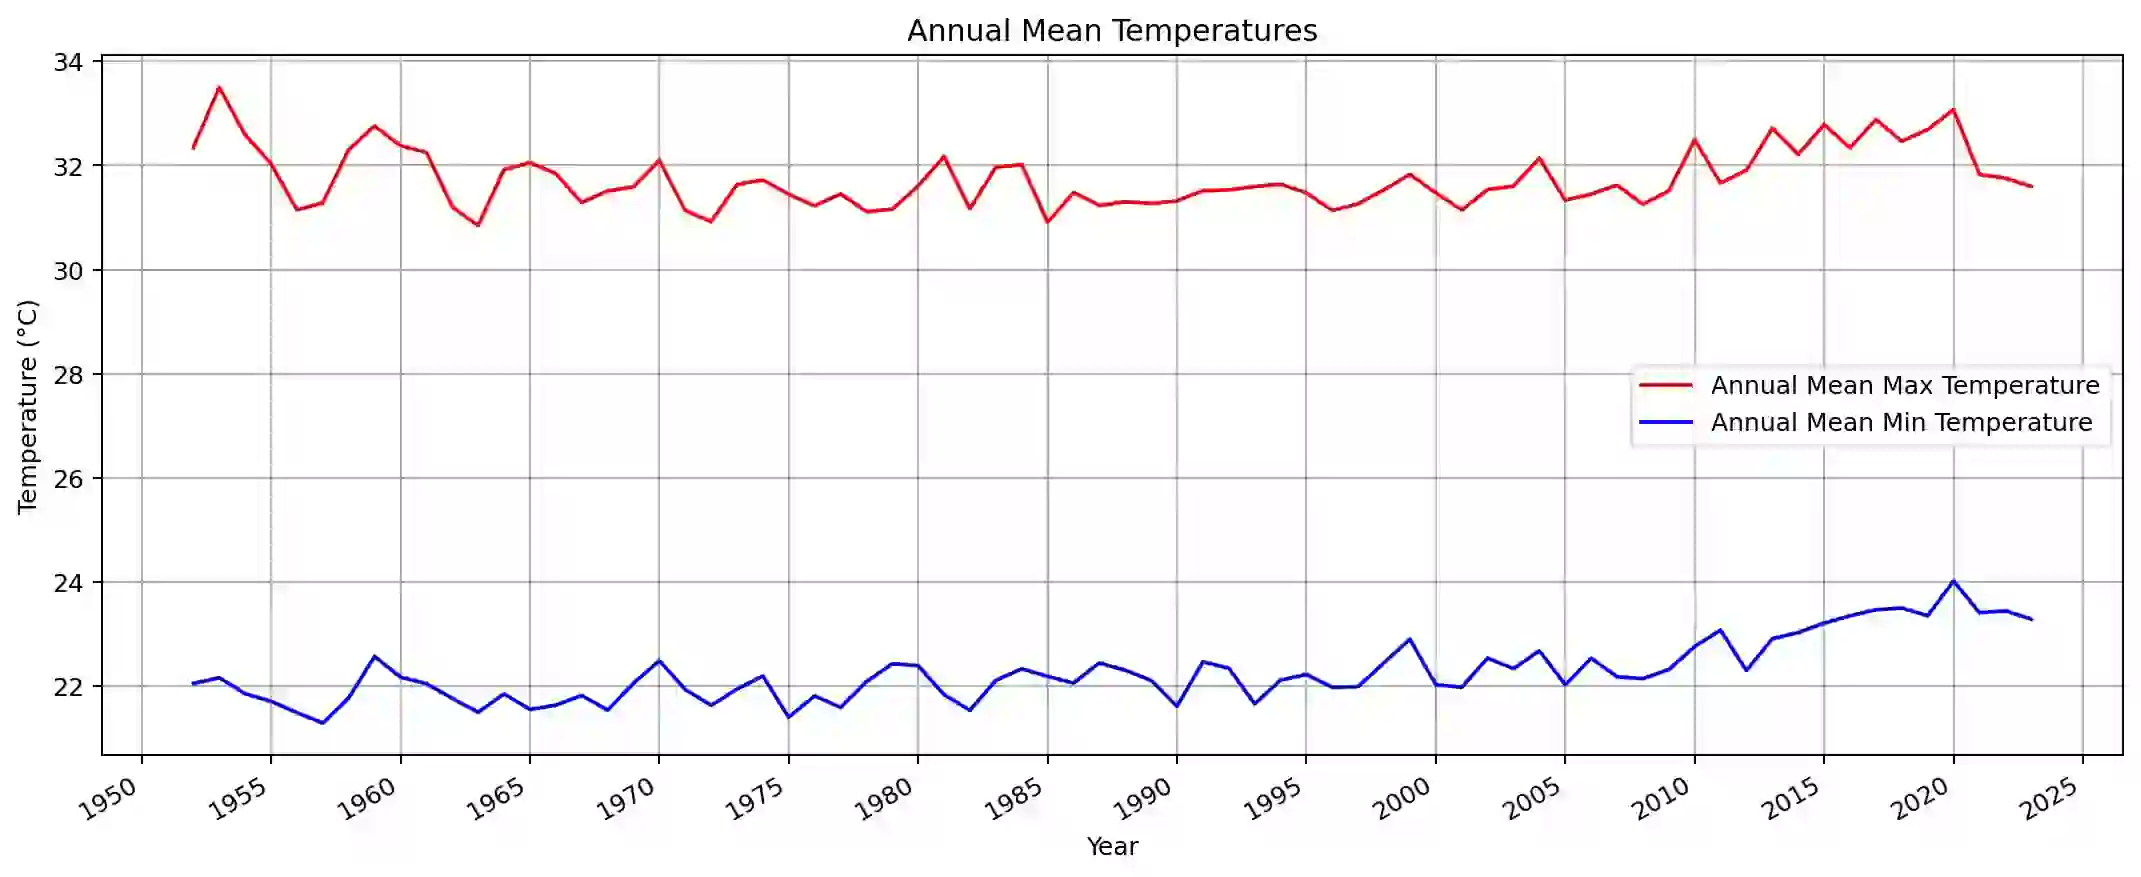 Annual Mean Temperatures
34
32
30
28
26
24
22
Temperature (°C)
Annual Mean Max Temperature
Annual Mean Min Temperature
1950 1955 1960 1965 1970 1975 1980 1985 1990 1995 2000 2005 2010 2015 2020 2025
Year